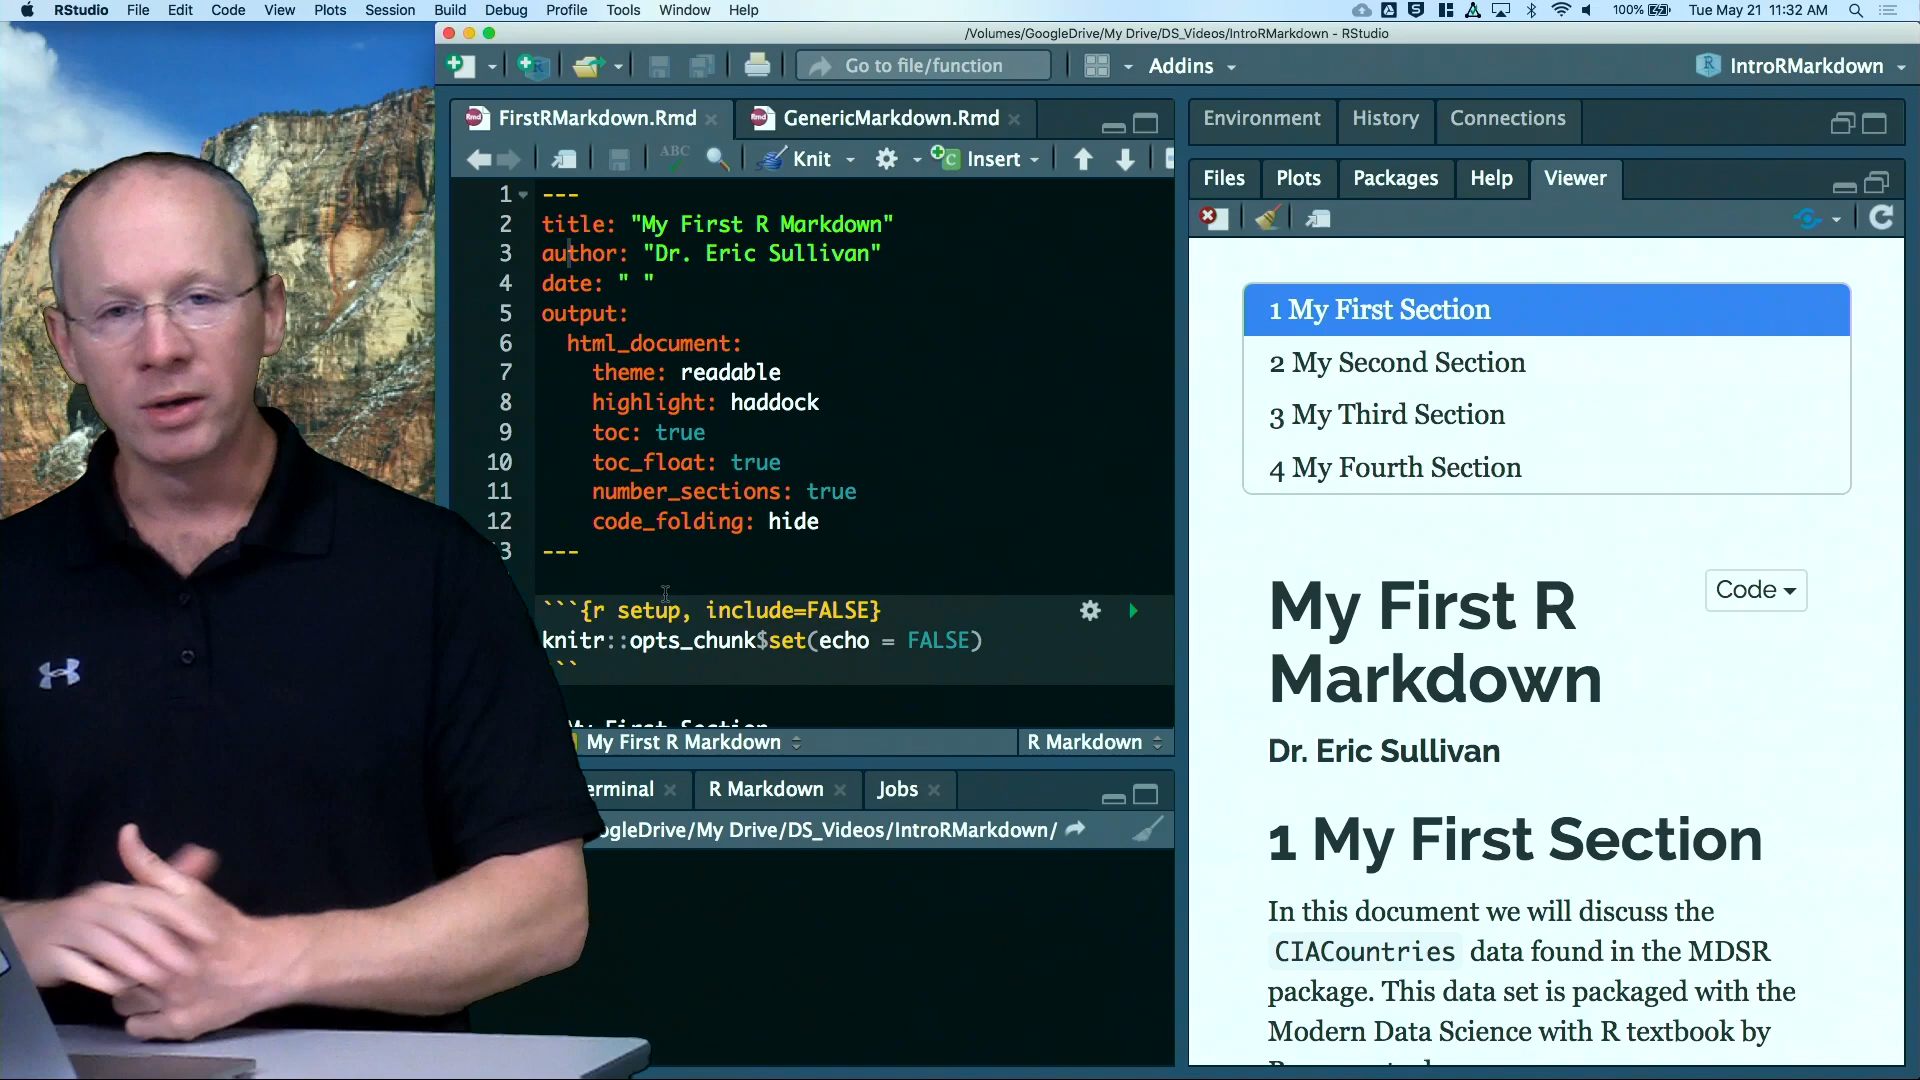 RStudio File Edit Code View Plots Session Build Debug Profile Tools Window Help 100% Tue May 21 11:32 AM
/Volumes/GoogleDrive/My Drive/DS_Videos/IntroRMarkdown - RStudio
Go to file/function Addins IntroRMarkdown
FirstRMarkdown.Rmd GenericMarkdown.Rmd
ABC Knit Insert
1 ---
2 title: "My First R Markdown"
3 author: "Dr. Eric Sullivan"
4 date: " "
5 output:
6 html_document:
7 theme: readable
8 highlight: haddock
9 toc: true
10 toc_float: true
11 number_sections: true
12 code_folding: hide
3 ---
```{r setup, include=FALSE}
knitr::opts_chunk$set(echo = FALSE)
```
My First Section
My First R Markdown R Markdown
erminal R Markdown Jobs
ogleDrive/My Drive/DS_Videos/IntroRMarkdown/
Environment History Connections
Files Plots Packages Help Viewer
1 My First Section
2 My Second Section
3 My Third Section
4 My Fourth Section
My First R
Markdown
Code
Dr. Eric Sullivan
1 My First Section
In this document we will discuss the
CIACountries data found in the MDSR
package. This data set is packaged with the
Modern Data Science with R textbook by